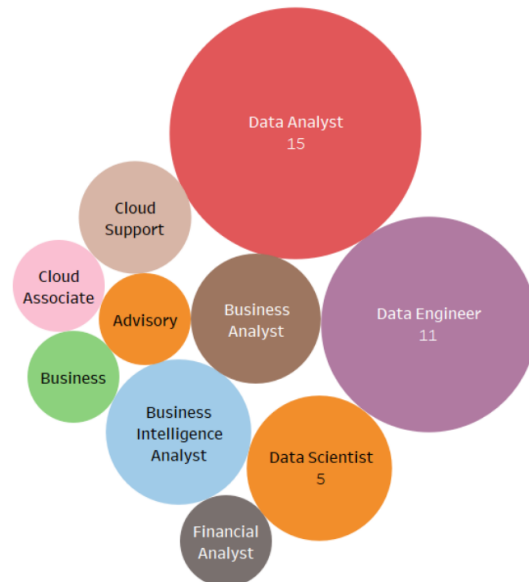 Data Analyst
15
Cloud
Support
Cloud
Associate
Advisory
Business
Analyst
Data Engineer
11
Business
Business
Intelligence
Analyst
Data Scientist
5
Financial
Analyst